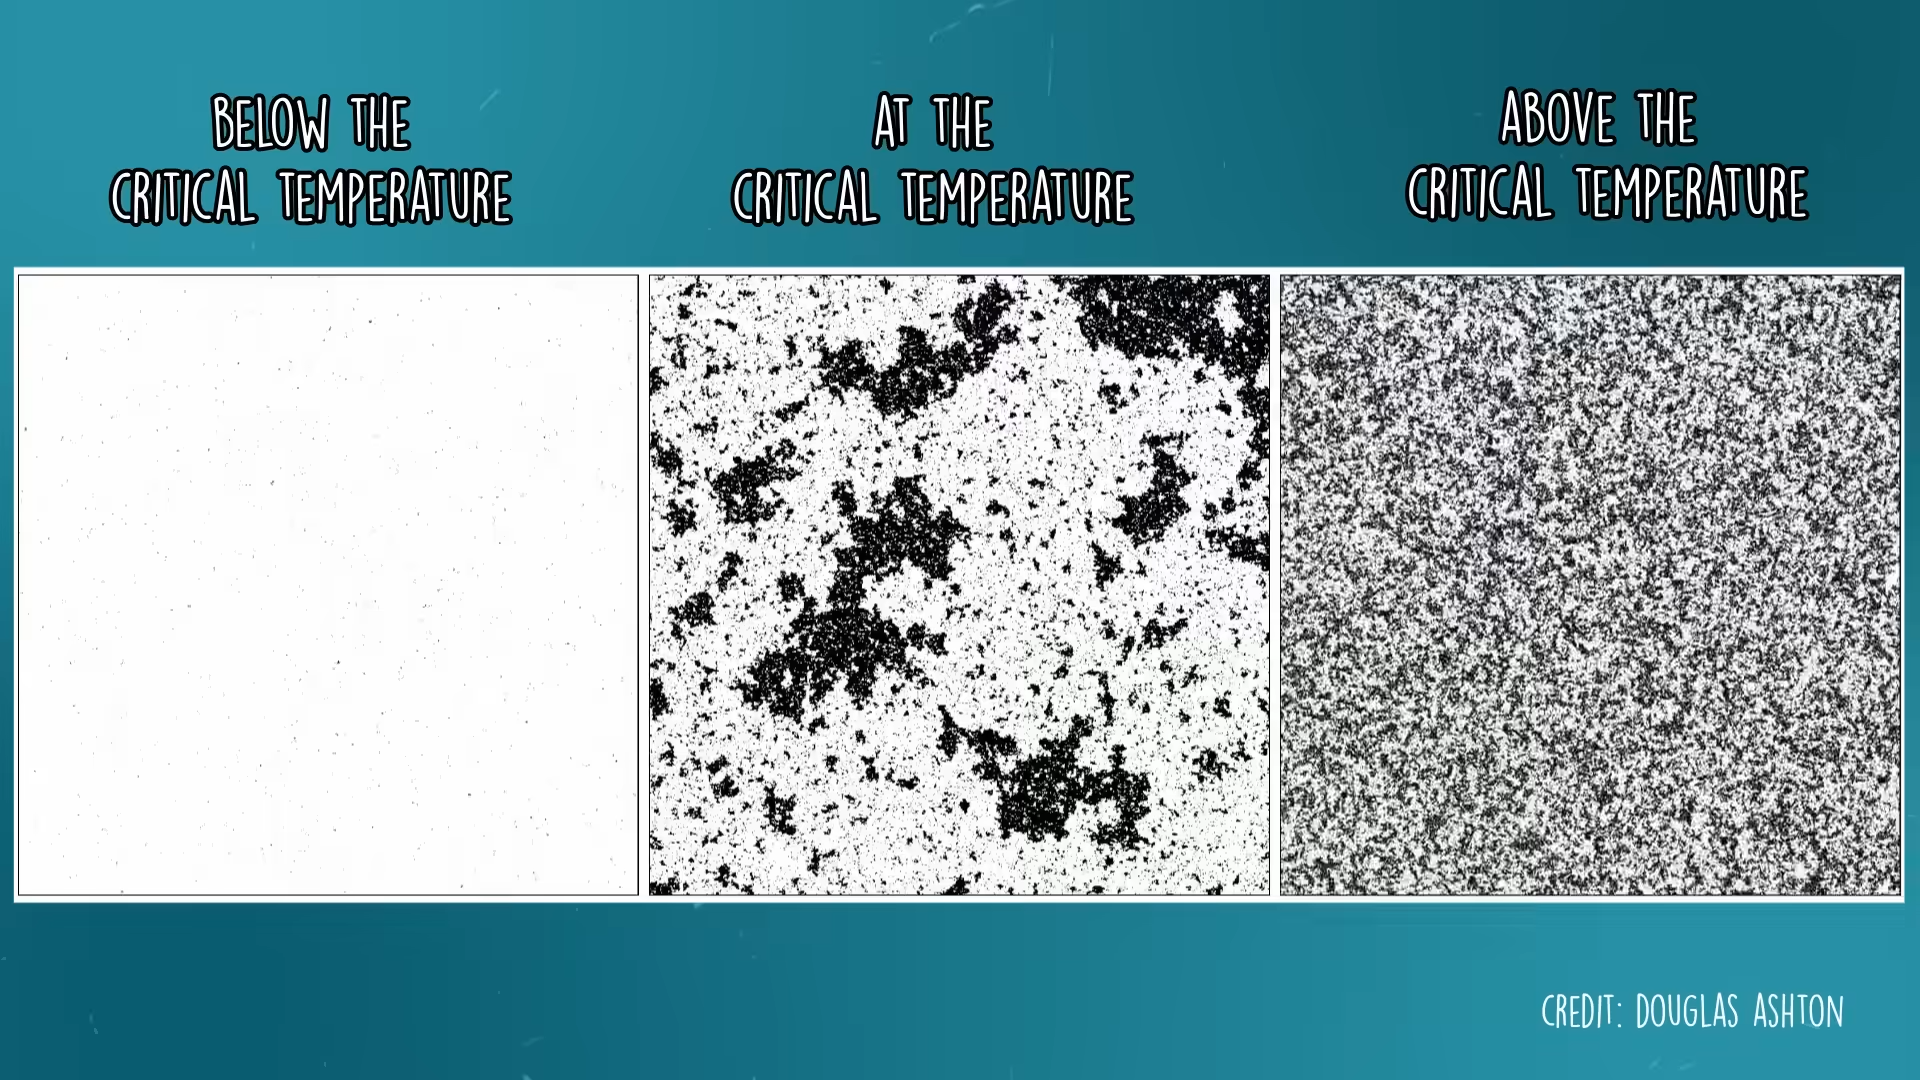 BELOW THE
CRITICAL TEMPERATURE
AT THE
CRITICAL TEMPERATURE
ABOVE THE
CRITICAL TEMPERATURE
CREDIT: DOUGLAS ASHTON